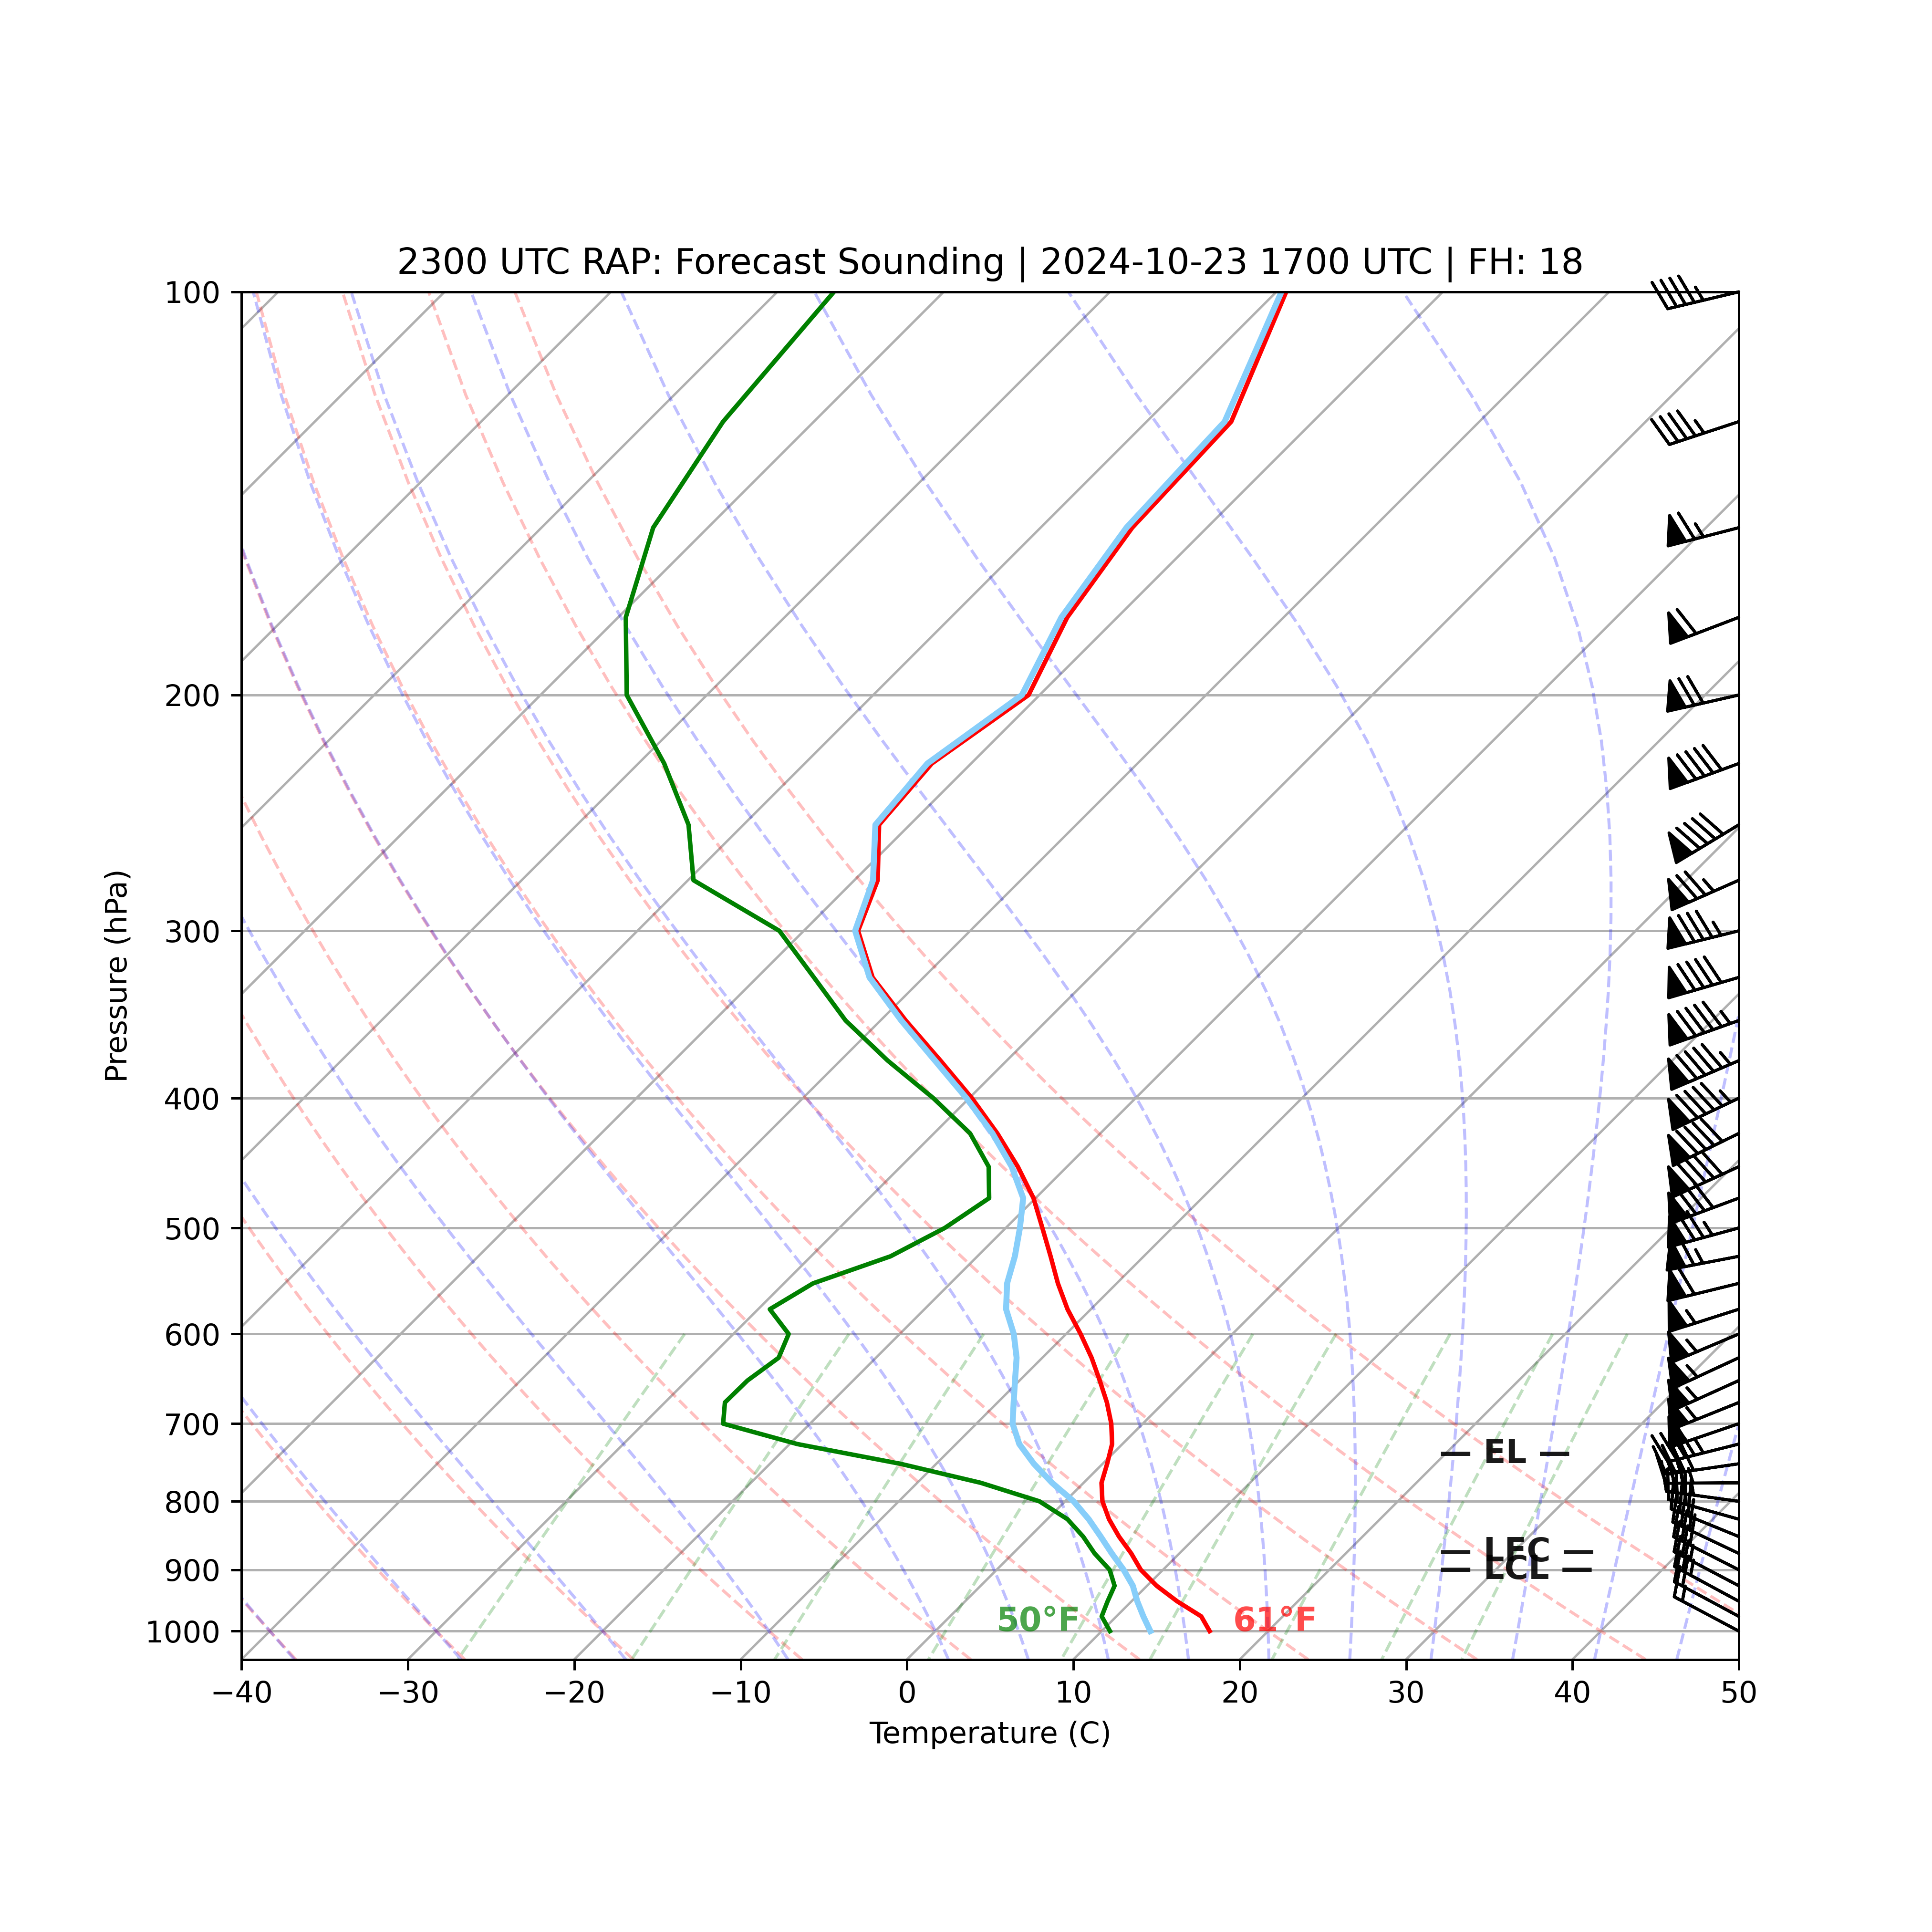 2300 UTC RAP: Forecast Sounding | 2024-10-23 1700 UTC | FH: 18
100
200
300
400
500
600
700
800
900
1000
Pressure (hPa)
— EL —
— LFC —
— LCL —
50°F
61°F
−40 −30 −20 −10 0 10 20 30 40 50
Temperature (C)